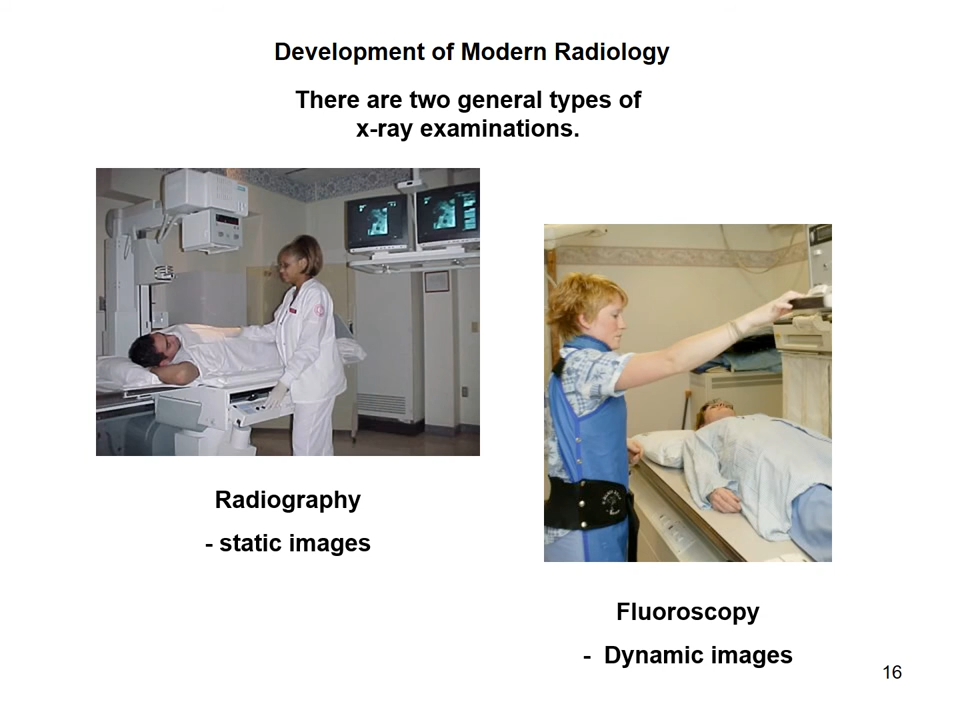 Development of Modern Radiology
There are two general types of
x-ray examinations.
Radiography
- static images
Fluoroscopy
- Dynamic images
16